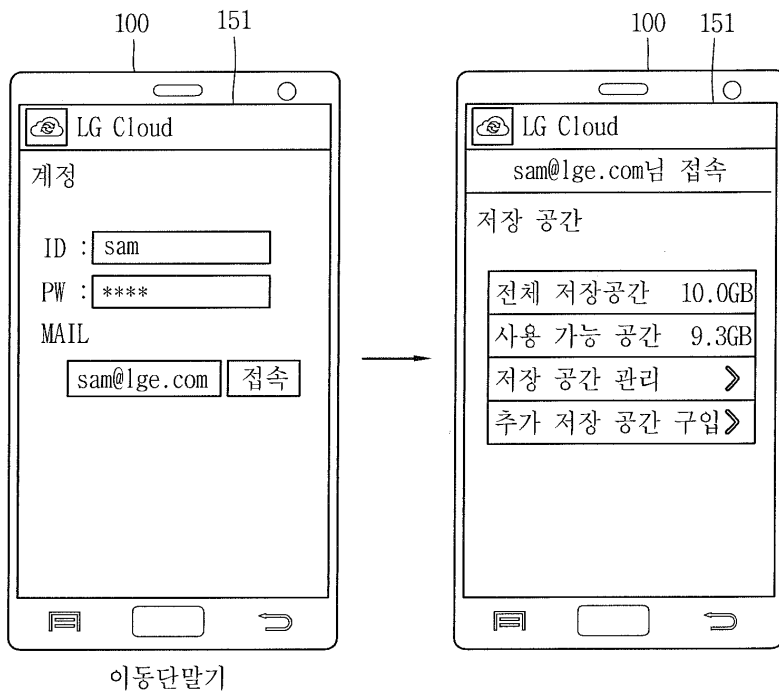 100
151
LG Cloud
계정
ID : sam
PW : ****
MAIL
sam@lge.com 접속
이동단말기
100
151
LG Cloud
sam@lge.com님 접속
저장 공간
전체 저장공간 10.0GB
사용 가능 공간 9.3GB
저장 공간 관리
추가 저장 공간 구입